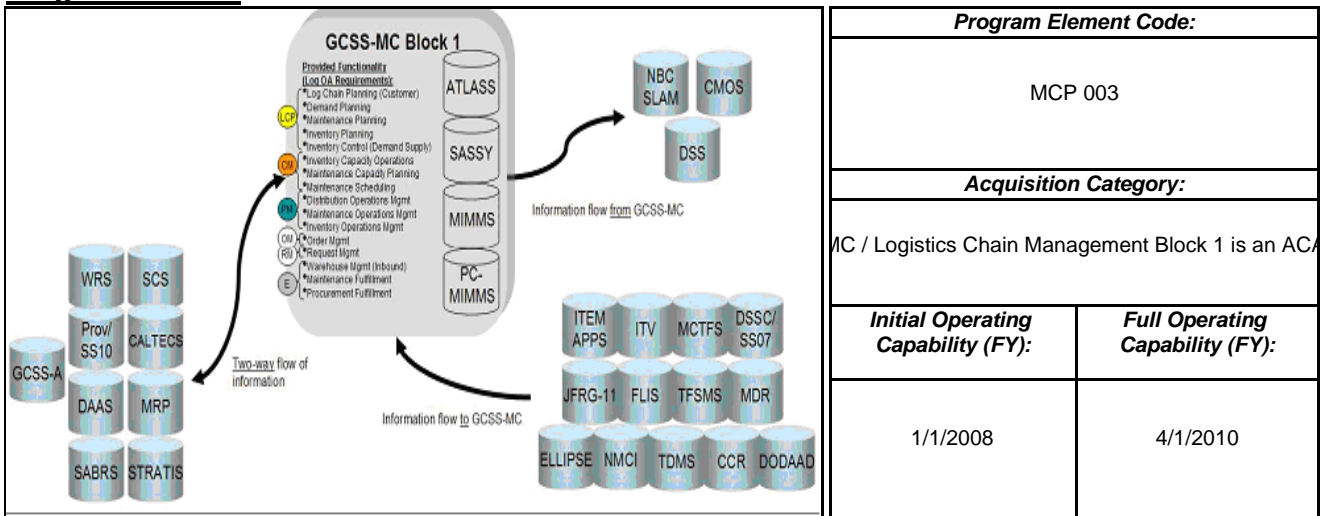 GCSS-MC Block 1
Provided Functionality
(Log OA Requirements):
*Log Chain Planning (Customer)
*Demand Planning
*Maintenance Planning
*Inventory Planning
*Inventory Control (Demand Supply)
*Inventory Capacity Operations
*Maintenance Capacity Planning
*Maintenance Scheduling
*Distribution Operations Mgmt
*Maintenance Operations Mgmt
*Inventory Operations Mgmt
*Order Mgmt
*Request Mgmt
*Warehouse Mgmt (Inbound)
*Maintenance Fulfillment
*Procurement Fulfillment
LCP
CM
PM
OM
RM
E
ATLASS
SASSY
MIMMS
PC-
MIMMS
NBC
SLAM
CMOS
DSS
Information flow from GCSS-MC
WRS
SCS
Prov/
SS10
CALTECS
GCSS-A
DAAS
MRP
SABRS
STRATIS
Two-way flow of
information
Information flow to GCSS-MC
ITEM
APPS
ITV
MCTFS
DSSC/
SS07
JFRG-11
FLIS
TFSMS
MDR
ELLIPSE
NMCI
TDMS
CCR
DODAAD
Program Element Code:
MCP 003
Acquisition Category:
MC / Logistics Chain Management Block 1 is an ACA
Initial Operating
Capability (FY):
Full Operating
Capability (FY):
1/1/2008
4/1/2010